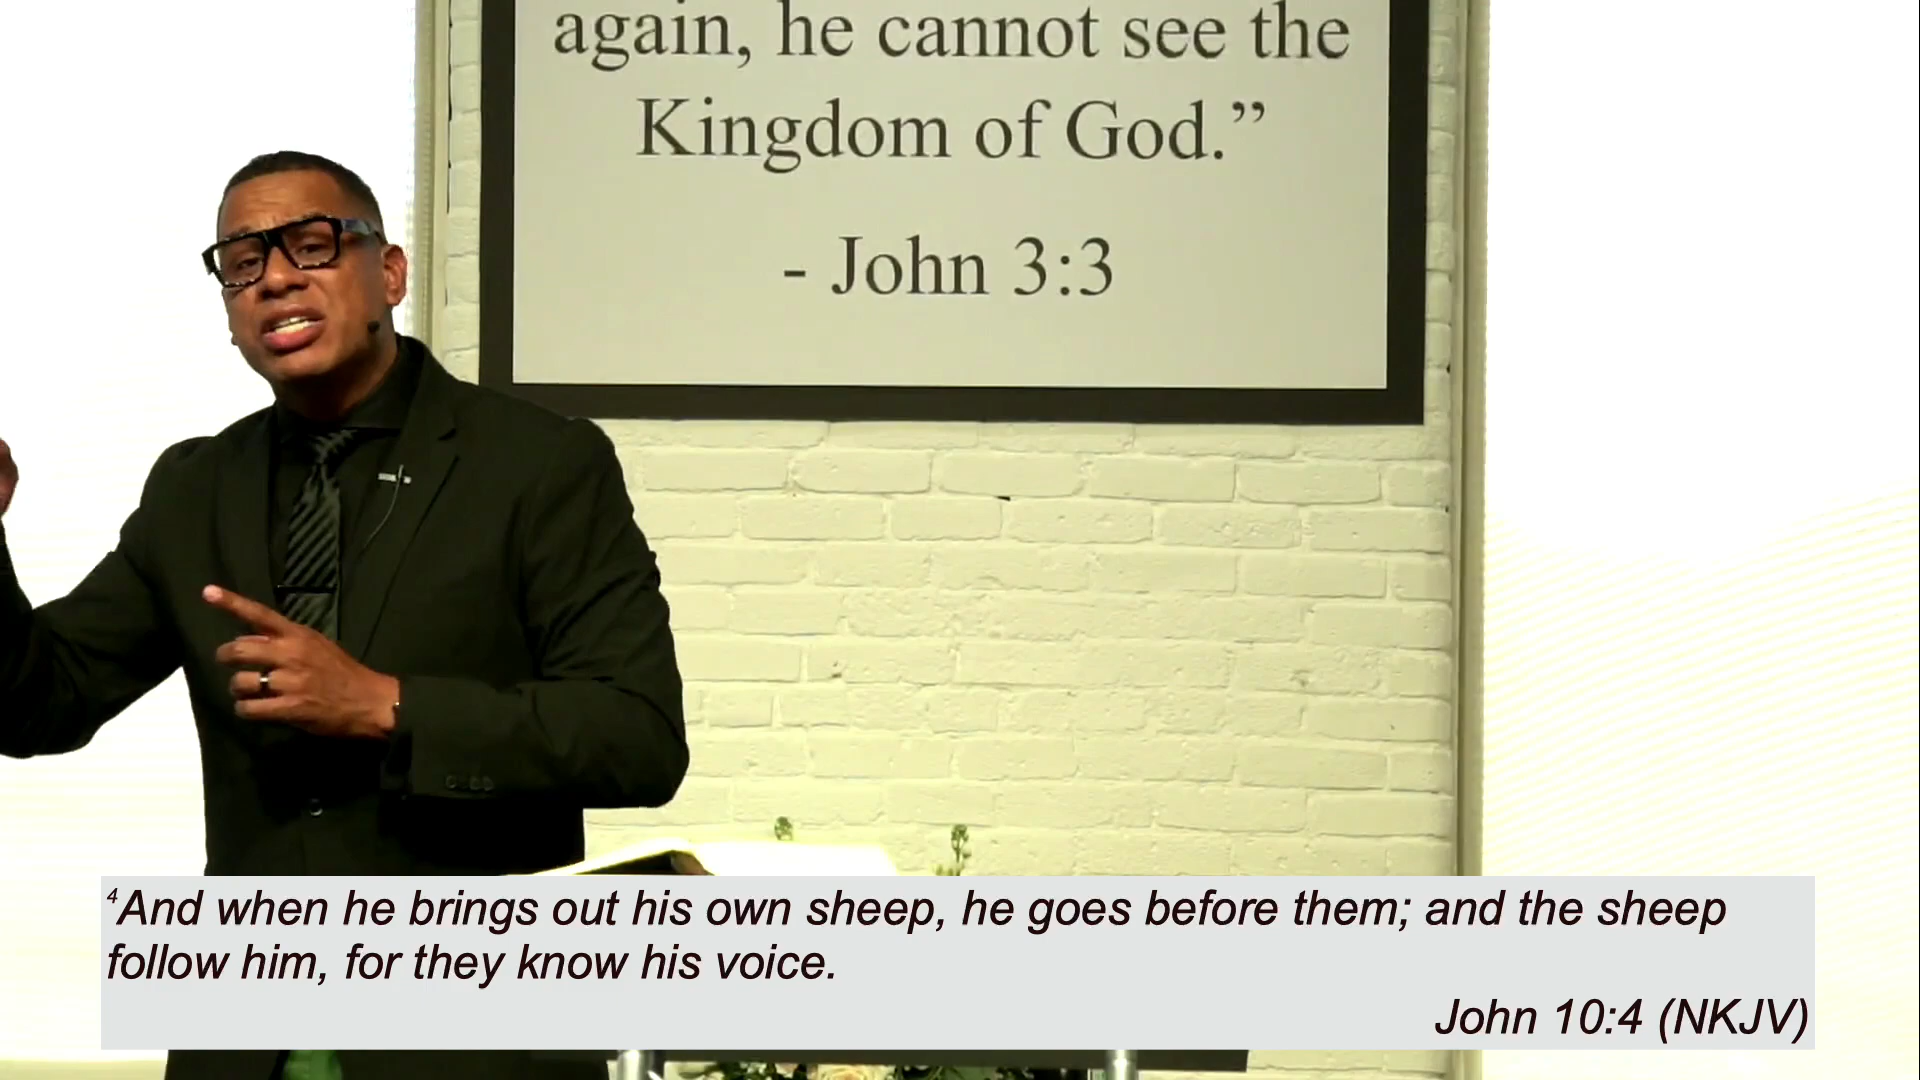 again, he cannot see the
Kingdom of God.”
- John 3:3
⁴And when he brings out his own sheep, he goes before them; and the sheep
follow him, for they know his voice.
John 10:4 (NKJV)